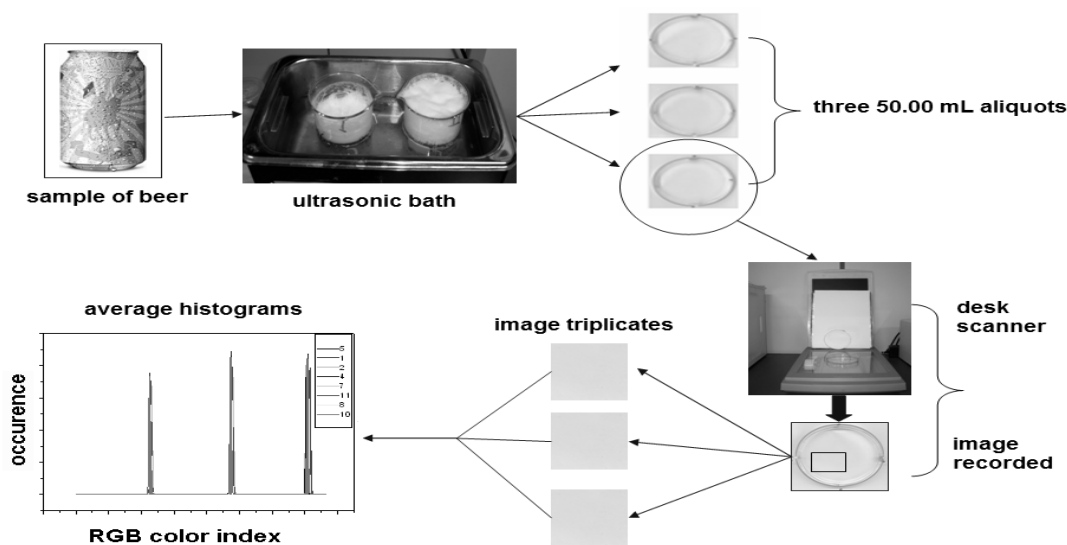 sample of beer
ultrasonic bath
three 50.00 mL aliquots
desk
scanner
image
recorded
image triplicates
average histograms
occurence
RGB color index
5
1
2
4
7
11
8
10